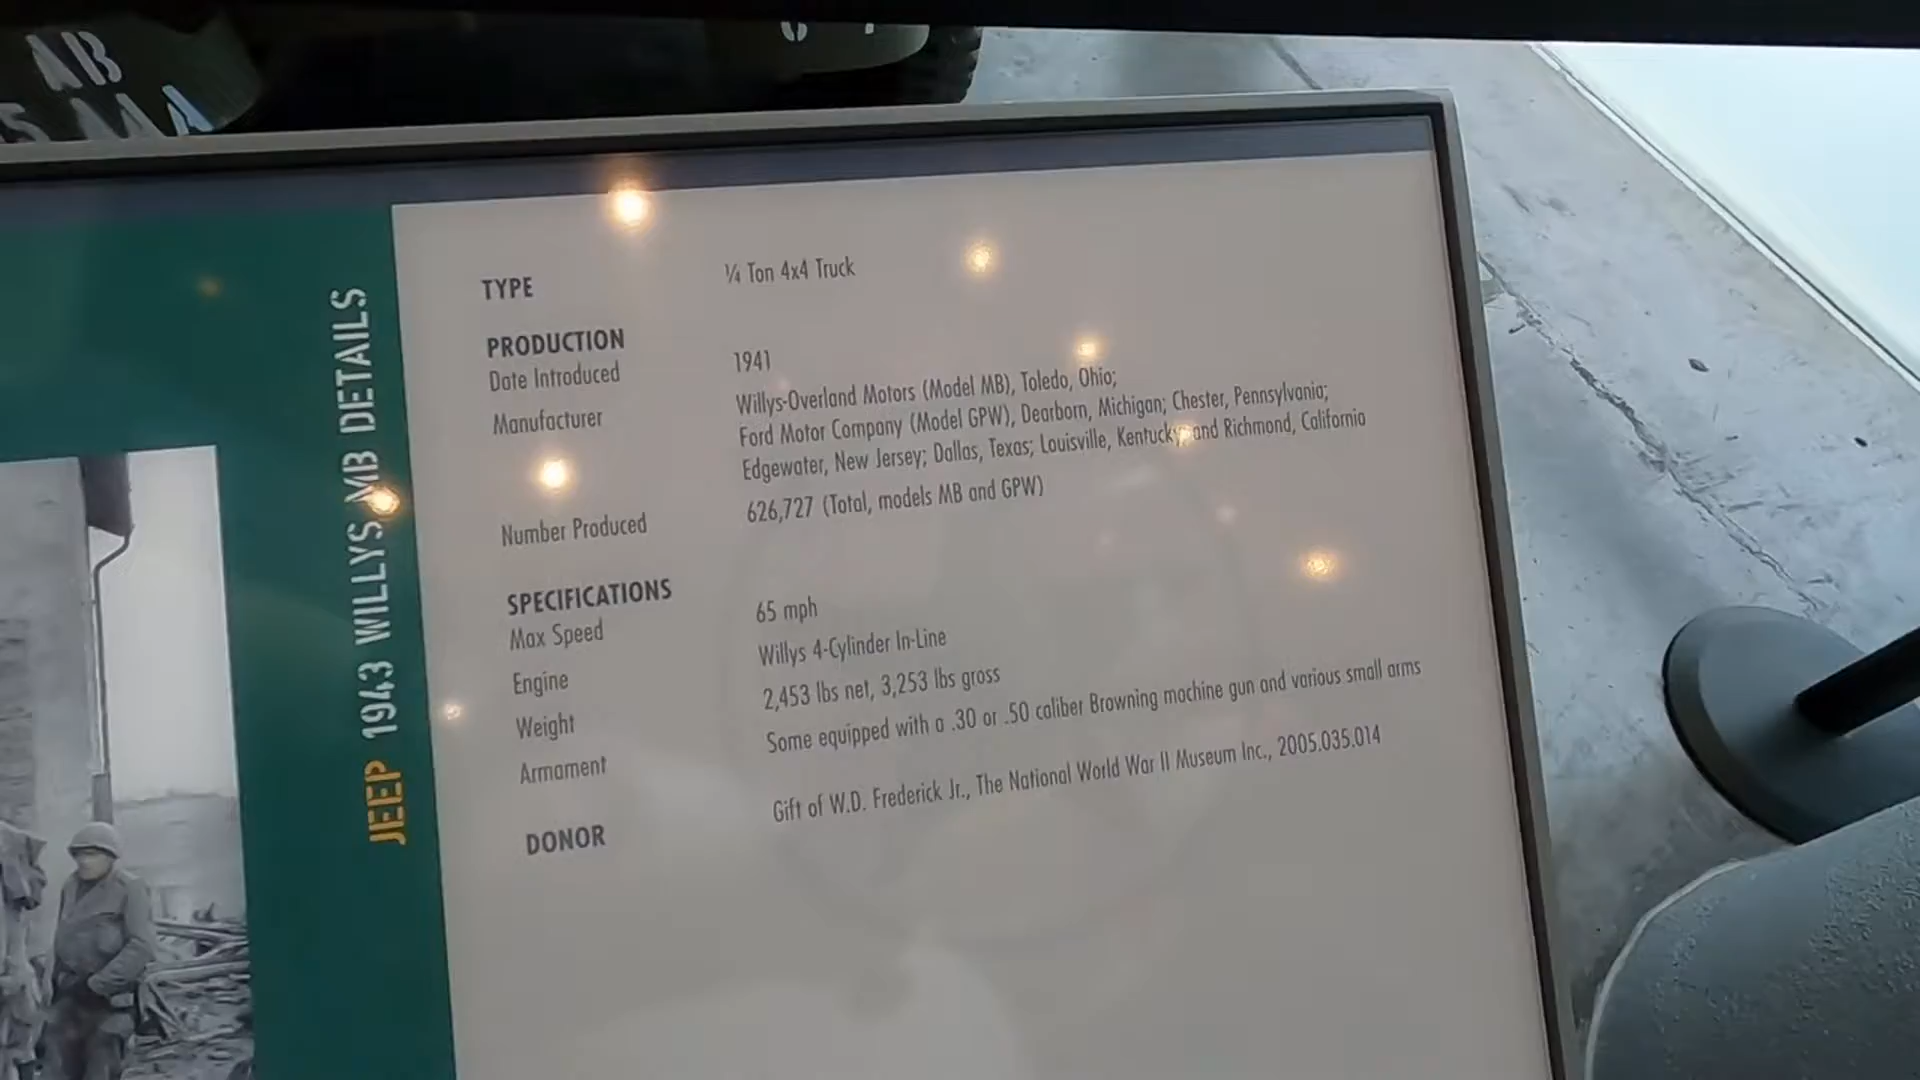 AB
JEEP 1943 WILLYS MB DETAILS
TYPE ¼ Ton 4x4 Truck
PRODUCTION
Date Introduced 1941
Manufacturer Willys-Overland Motors (Model MB), Toledo, Ohio;
Ford Motor Company (Model GPW), Dearborn, Michigan; Chester, Pennsylvania;
Edgewater, New Jersey; Dallas, Texas; Louisville, Kentucky, and Richmond, California
Number Produced 626,727 (Total, models MB and GPW)
SPECIFICATIONS
Max Speed 65 mph
Engine Willys 4-Cylinder In-Line
Weight 2,453 lbs net, 3,253 lbs gross
Armament Some equipped with a .30 or .50 caliber Browning machine gun and various small arms
DONOR Gift of W.D. Frederick Jr., The National World War II Museum Inc., 2005.035.014